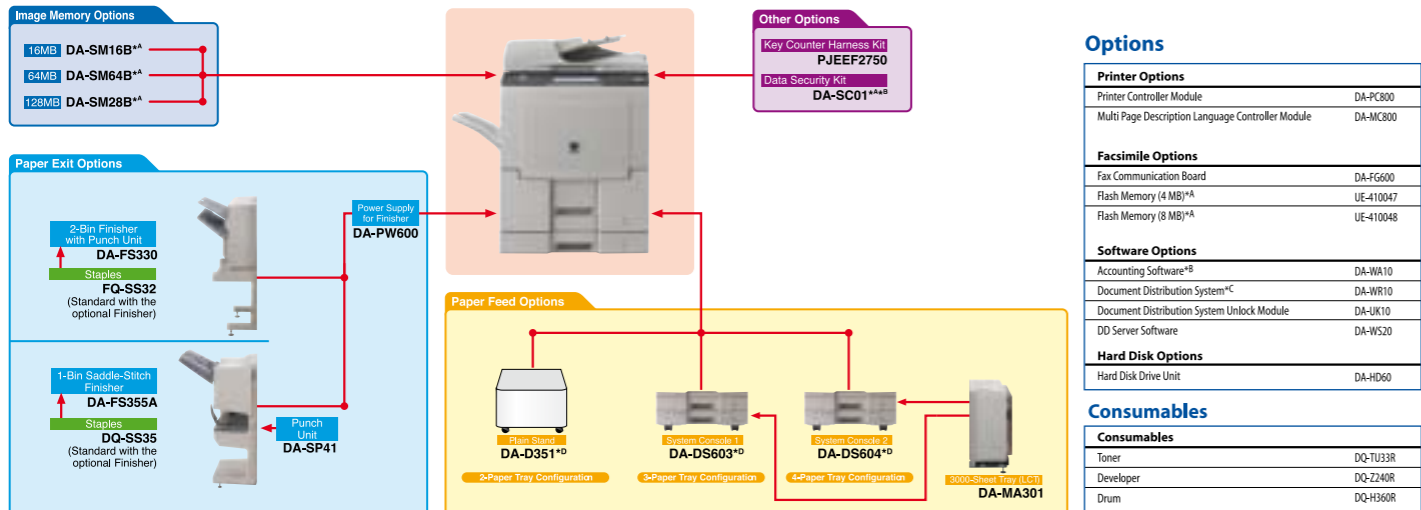 Image Memory Options
16MB DA-SM16B*A
64MB DA-SM64B*A
128MB DA-SM28B*A
Other Options
Key Counter Harness Kit
PJEEF2750
Data Security Kit
DA-SC01*A*B
Paper Exit Options
2-Bin Finisher
with Punch Unit
DA-FS330
Staples
FQ-SS32
(Standard with the
optional Finisher)
Power Supply
for Finisher
DA-PW600
1-Bin Saddle-Stitch
Finisher
DA-FS355A
Staples
DQ-SS35
(Standard with the
optional Finisher)
Punch
Unit
DA-SP41
Paper Feed Options
Plain Stand
DA-D351*D
2-Paper Tray Configuration
System Console 1
DA-DS603*D
3-Paper Tray Configuration
System Console 2
DA-DS604*D
4-Paper Tray Configuration
3000-Sheet Tray (LCT)
DA-MA301
Options
Printer Options
Printer Controller Module DA-PC800
Multi Page Description Language Controller Module DA-MC800
Facsimile Options
Fax Communication Board DA-FG600
Flash Memory (4 MB)*A UE-410047
Flash Memory (8 MB)*A UE-410048
Software Options
Accounting Software*B DA-WA10
Document Distribution System*C DA-WR10
Document Distribution System Unlock Module DA-UK10
DD Server Software DA-WS20
Hard Disk Options
Hard Disk Drive Unit DA-HD60
Consumables
Consumables
Toner DQ-TU33R
Developer DQ-Z240R
Drum DQ-H360R